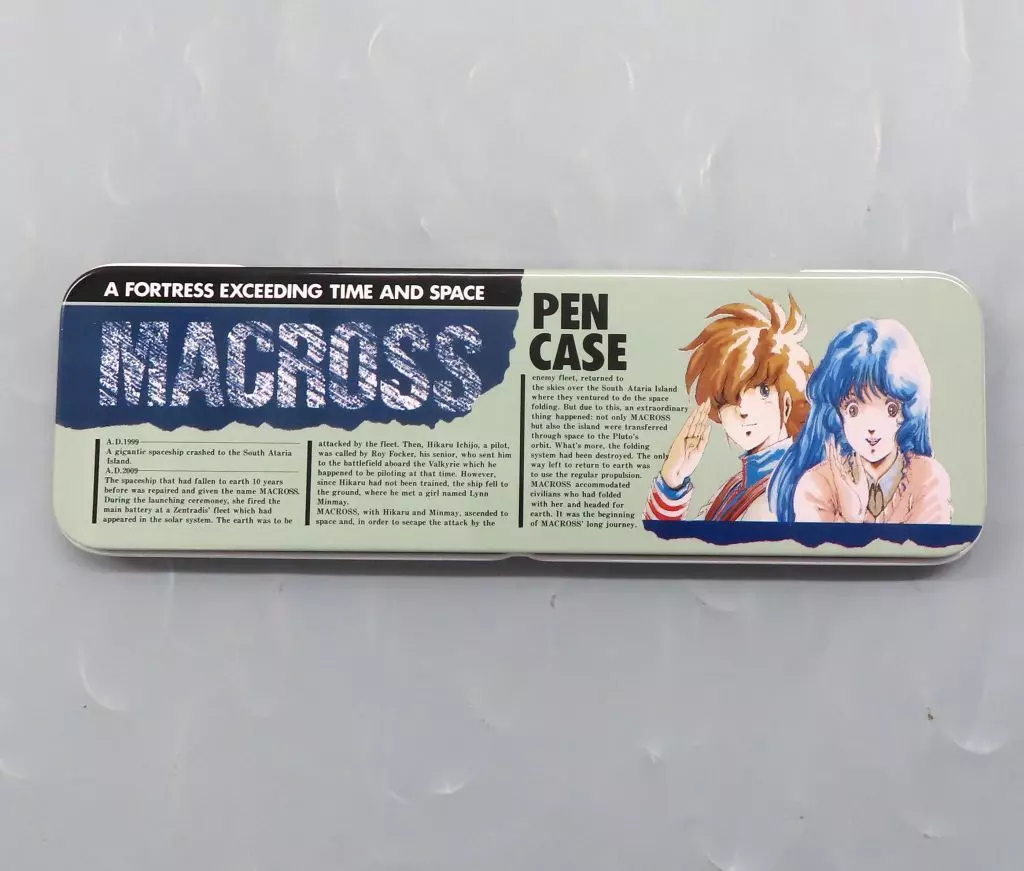 A FORTRESS EXCEEDING TIME AND SPACE
MACROSS
A.D.1999
A gigantic spaceship crashed to the South Ataria
Island.
A.D.2009
The spaceship that had fallen to earth 10 years
before was repaired and given the name MACROSS.
During the launching ceremoney, she fired the
main battery at a Zentradis' fleet which had
appeared in the solar system. The earth was to be
attacked by the fleet. Then, Hikaru Ichijo, a pilot,
was called by Roy Focker, his senior, who sent him
to the battlefield aboard the Valkyrie which he
happened to be piloting at that time. However,
since Hikaru had not been trained, the ship fell to
the ground, where he met a girl named Lynn
Minmay.
MACROSS, with Hikaru and Minmay, ascended to
space and, in order to secape the attack by the
PEN
CASE
enemy fleet, returned to
the skies over the South Ataria Island
where they ventured to do the space
folding. But due to this, an extraordinary
thing happened: not only MACROSS
but also the island were transferred
through space to the Pluto's
orbit. What's more, the folding
system had been destroyed. The only
way left to return to earth was
to use the regular propulsion.
MACROSS accommodated
civilians who had folded
with her and headed for
earth. It was the beginning
of MACROSS' long journey.